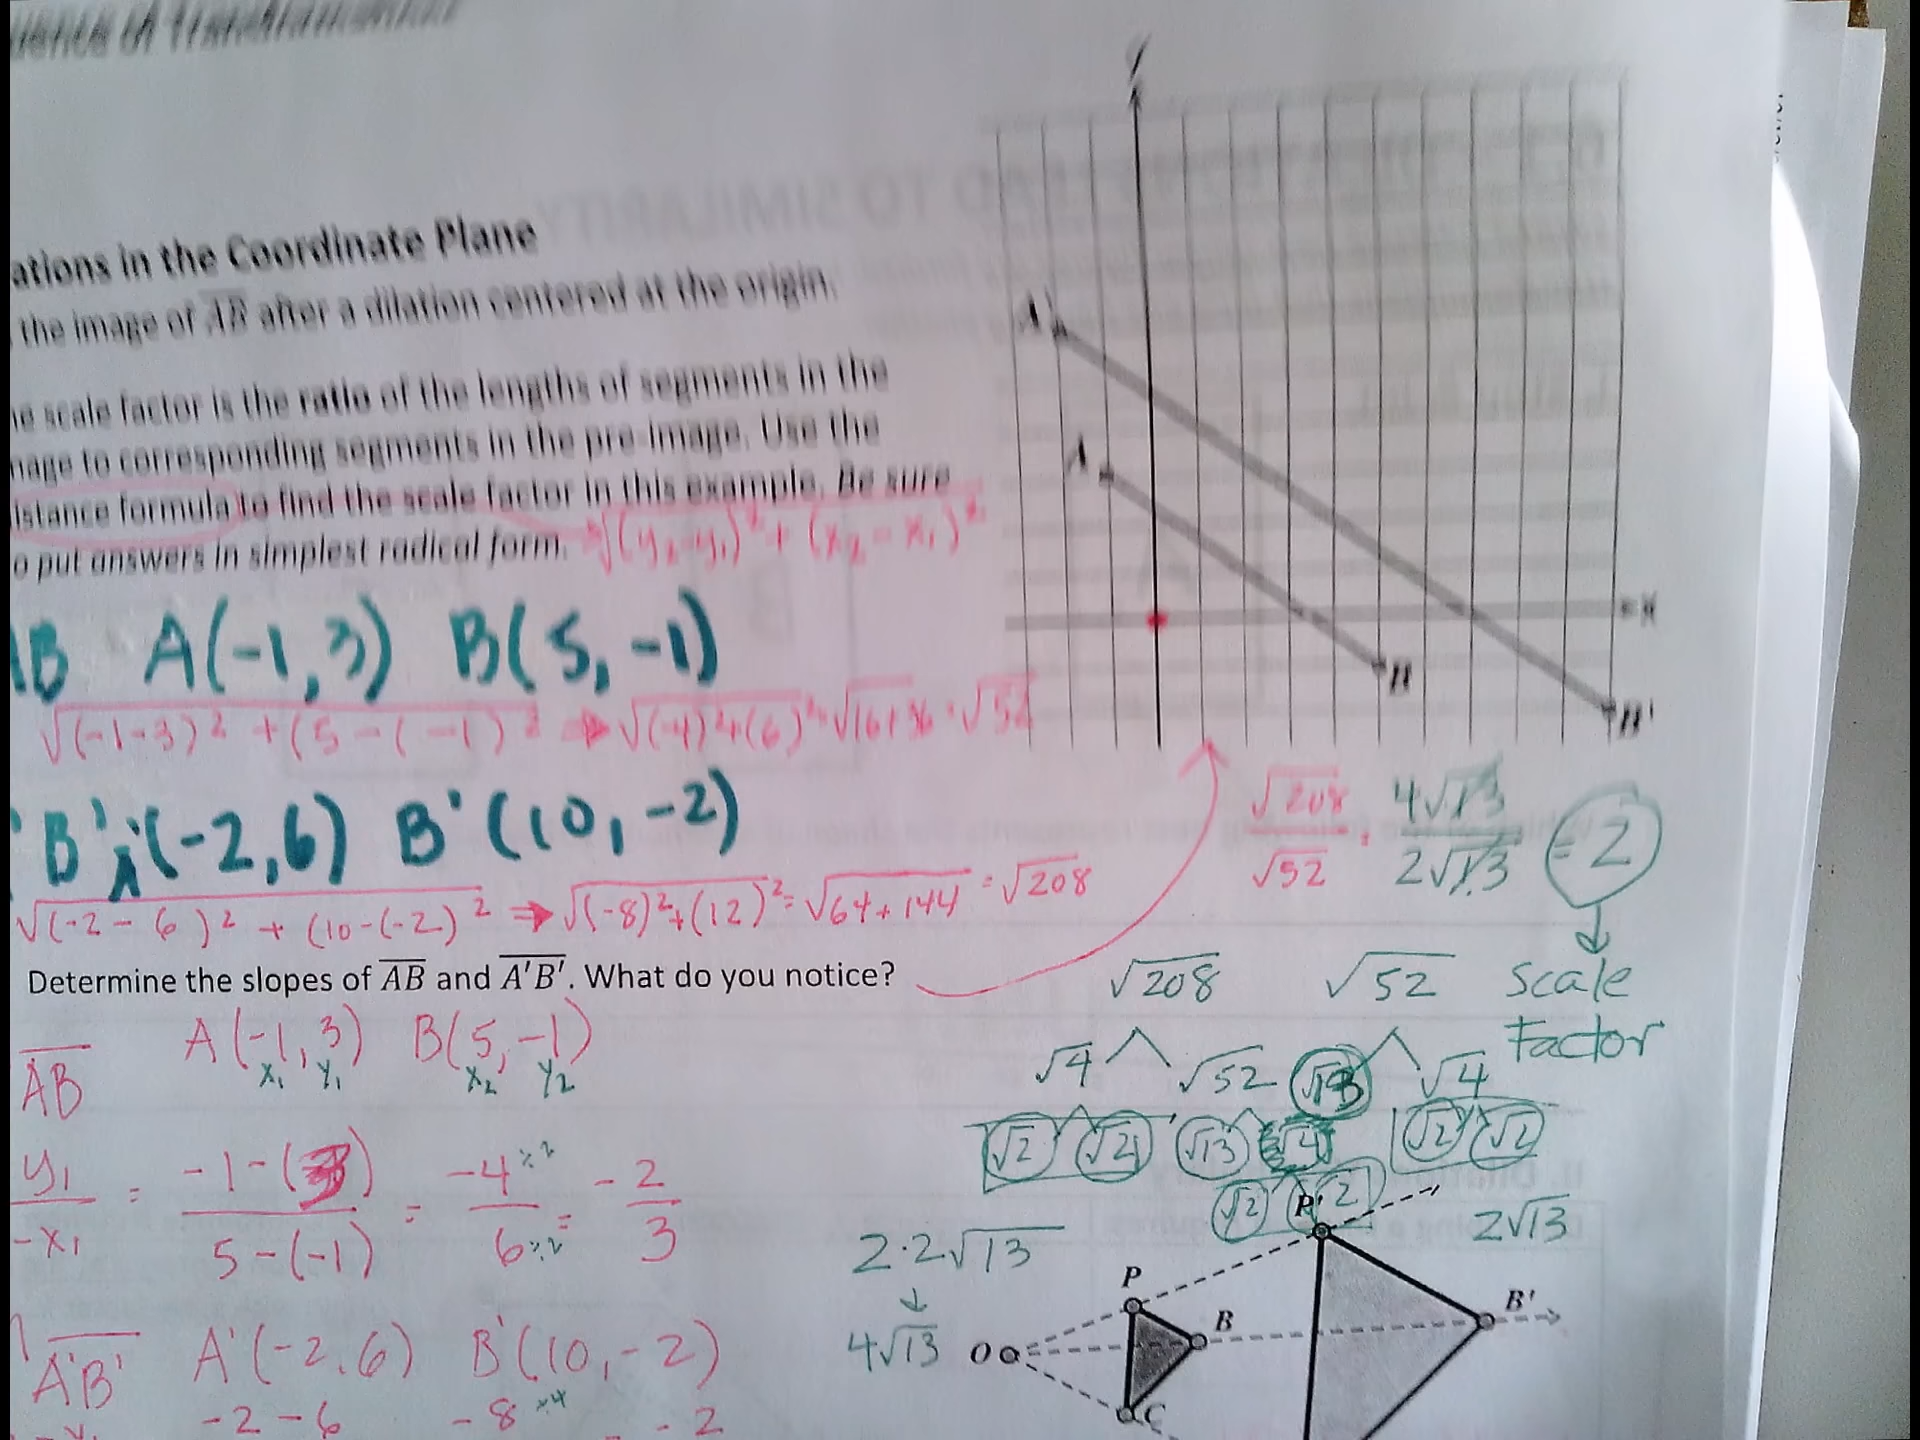 ations in the Coordinate Plane
the image of AB after a dilation centered at the origin.
he scale factor is the ratio of the lengths of segments in the
mage to corresponding segments in the pre-image. Use the
istance formula to find the scale factor in this example. Be sure
o put answers in simplest radical form. √(y₂-y₁)² + (x₂-x₁)²
AB A(-1,3) B(5,-1)
√(-1-3)² + (5-(-1)² → √(-4)²+(6)² = √16+36 = √52
'B' A'(-2,6) B'(10,-2)
√(-2-6)² + (10-(-2)² → √(-8)²+(12)² = √64+144 = √208
Determine the slopes of AB and A'B'. What do you notice?
AB A(-1,3) B(5,-1)
x₁ y₁ x₂ y₂
y₁/-x₁ = -1-(3)/5-(-1) = -4÷2/6÷2 = -2/3
A'B' A'(-2,6) B'(10,-2)
-2-6 -8÷4 -2
y
A'
A
x
B
B'
√208/√52 = 4√13/2√13 = 2
Scale
Factor
√208 √52
√4 √52 √13 √4
√2 √2 √13 √4 √2 √2
√2 √2
2·2√13
4√13
2√13
P'
P
B
B'
O
C